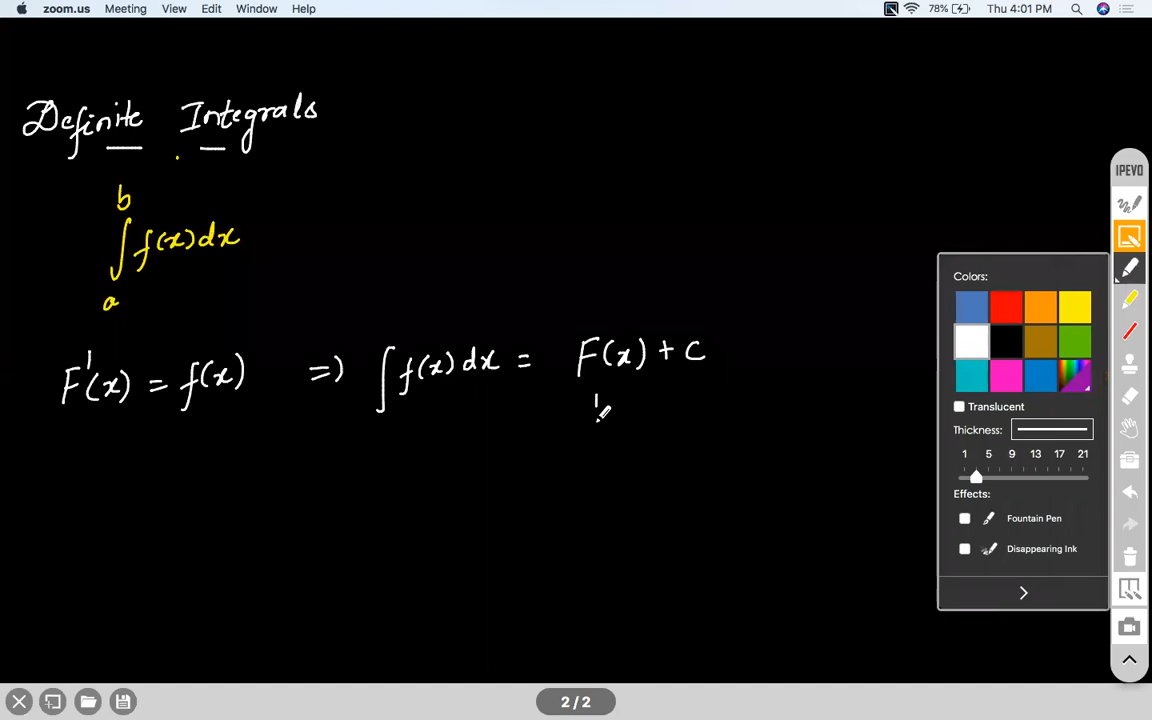 zoom.us Meeting View Edit Window Help 78% Thu 4:01 PM
Definite Integrals
b
∫ f(x) dx
a
F'(x) = f(x) => ∫ f(x) dx = F(x) + c
IPEVO
Colors:
Translucent
Thickness:
1 5 9 13 17 21
Effects:
Fountain Pen
Disappearing Ink
2 / 2